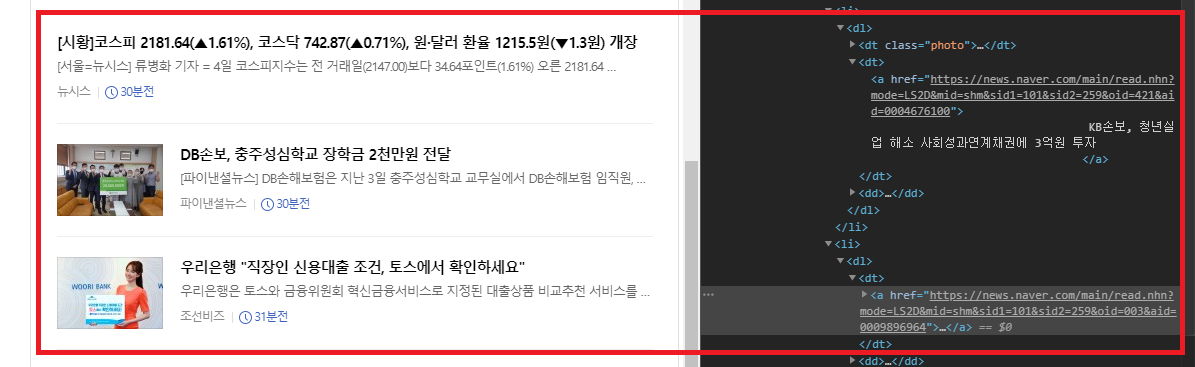 [시황]코스피 2181.64(▲1.61%), 코스닥 742.87(▲0.71%), 원·달러 환율 1215.5원(▼1.3원) 개장
[서울=뉴시스] 류병화 기자 = 4일 코스피지수는 전 거래일(2147.00)보다 34.64포인트(1.61%) 오른 2181.64 ...
뉴시스 | 30분전
DB손보, 충주성심학교 장학금 2천만원 전달
[파이낸셜뉴스] DB손해보험은 지난 3일 충주성심학교 교무실에서 DB손해보험 임직원, ...
파이낸셜뉴스 | 30분전
WOORI BANK
우리은행 "직장인 신용대출 조건, 토스에서 확인하세요"
우리은행은 토스와 금융위원회 혁신금융서비스로 지정된 대출상품 비교추천 서비스를 ...
조선비즈 | 31분전
▼<li>
▼<dl>
▶<dt class="photo">…</dt>
▼<dt>
<a href="https://news.naver.com/main/read.nhn?
mode=LS2D&mid=shm&sid1=101&sid2=259&oid=421&ai
d=0004676100">
KB손보, 청년실
업 해소 사회성과연계채권에 3억원 투자
</a>
</dt>
▶<dd>…</dd>
</dl>
</li>
▼<li>
▼<dl>
▼<dt>
…
▶<a href="https://news.naver.com/main/read.nhn?
mode=LS2D&mid=shm&sid1=101&sid2=259&oid=003&aid=
0009896964">…</a> == $0
</dt>
▶<dd>…</dd>